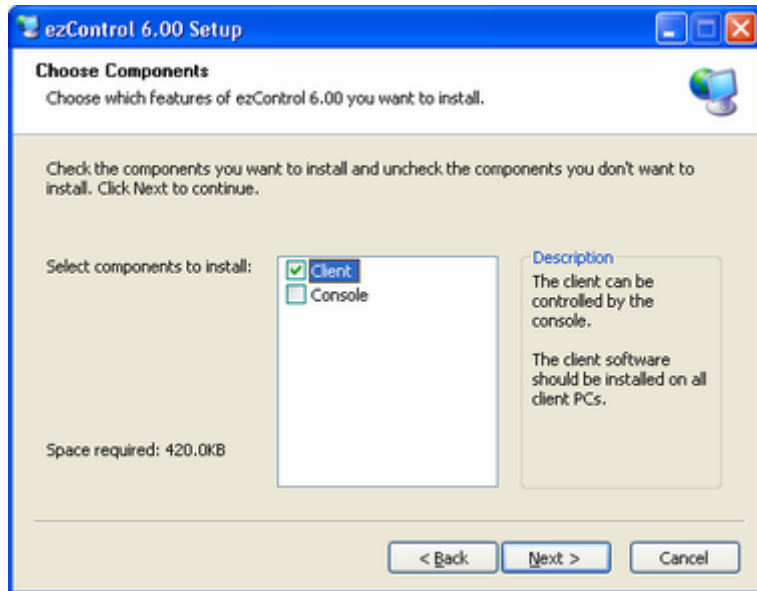 ezControl 6.00 Setup
Choose Components
Choose which features of ezControl 6.00 you want to install.
Check the components you want to install and uncheck the components you don't want to
install. Click Next to continue.
Select components to install:
Client
Console
Description
The client can be
controlled by the
console.
The client software
should be installed on all
client PCs.
Space required: 420.0KB
< Back
Next >
Cancel